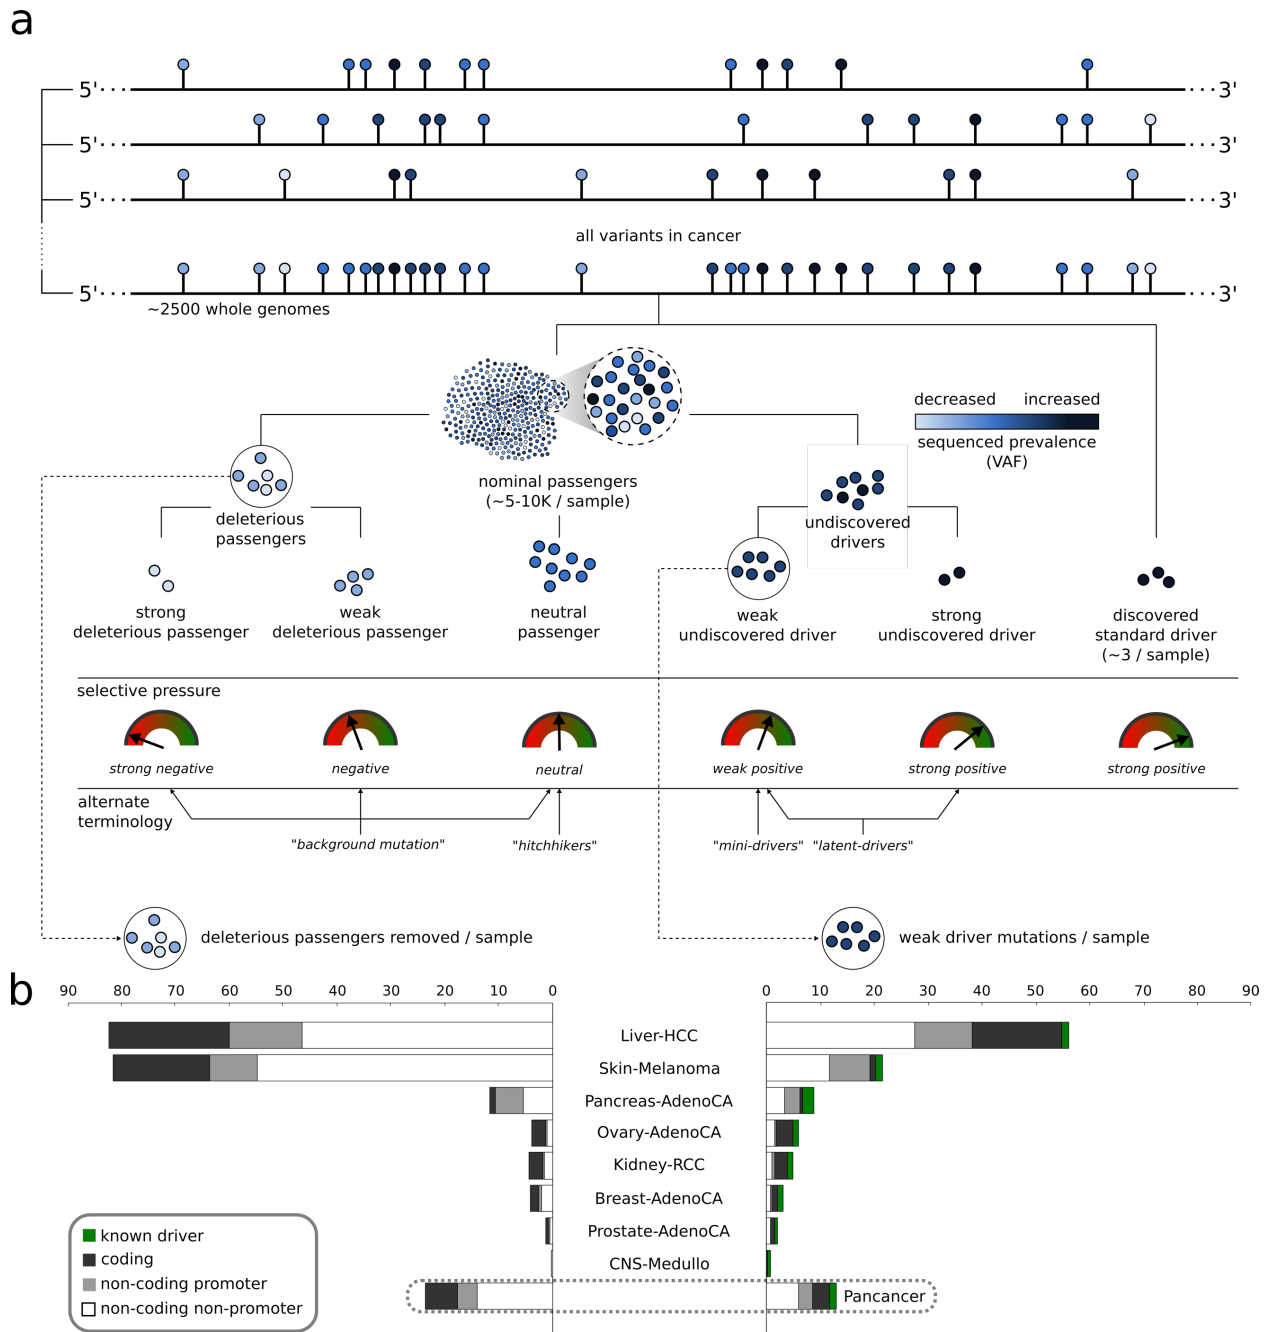 a
5'··· ···3'
5'··· ···3'
5'··· ···3'
all variants in cancer
5'··· ···3'
~2500 whole genomes
decreased increased
sequenced prevalence
(VAF)
nominal passengers
(~5-10K / sample)
deleterious
passengers
undiscovered
drivers
strong
deleterious passenger
weak
deleterious passenger
neutral
passenger
weak
undiscovered driver
strong
undiscovered driver
discovered
standard driver
(~3 / sample)
selective pressure
strong negative
negative
neutral
weak positive
strong positive
strong positive
alternate
terminology
"background mutation"
"hitchhikers"
"mini-drivers"
"latent-drivers"
deleterious passengers removed / sample
weak driver mutations / sample
b
90 80 70 60 50 40 30 20 10 0
0 10 20 30 40 50 60 70 80 90
Liver-HCC
Skin-Melanoma
Pancreas-AdenoCA
Ovary-AdenoCA
Kidney-RCC
Breast-AdenoCA
Prostate-AdenoCA
CNS-Medullo
Pancancer
known driver
coding
non-coding promoter
non-coding non-promoter